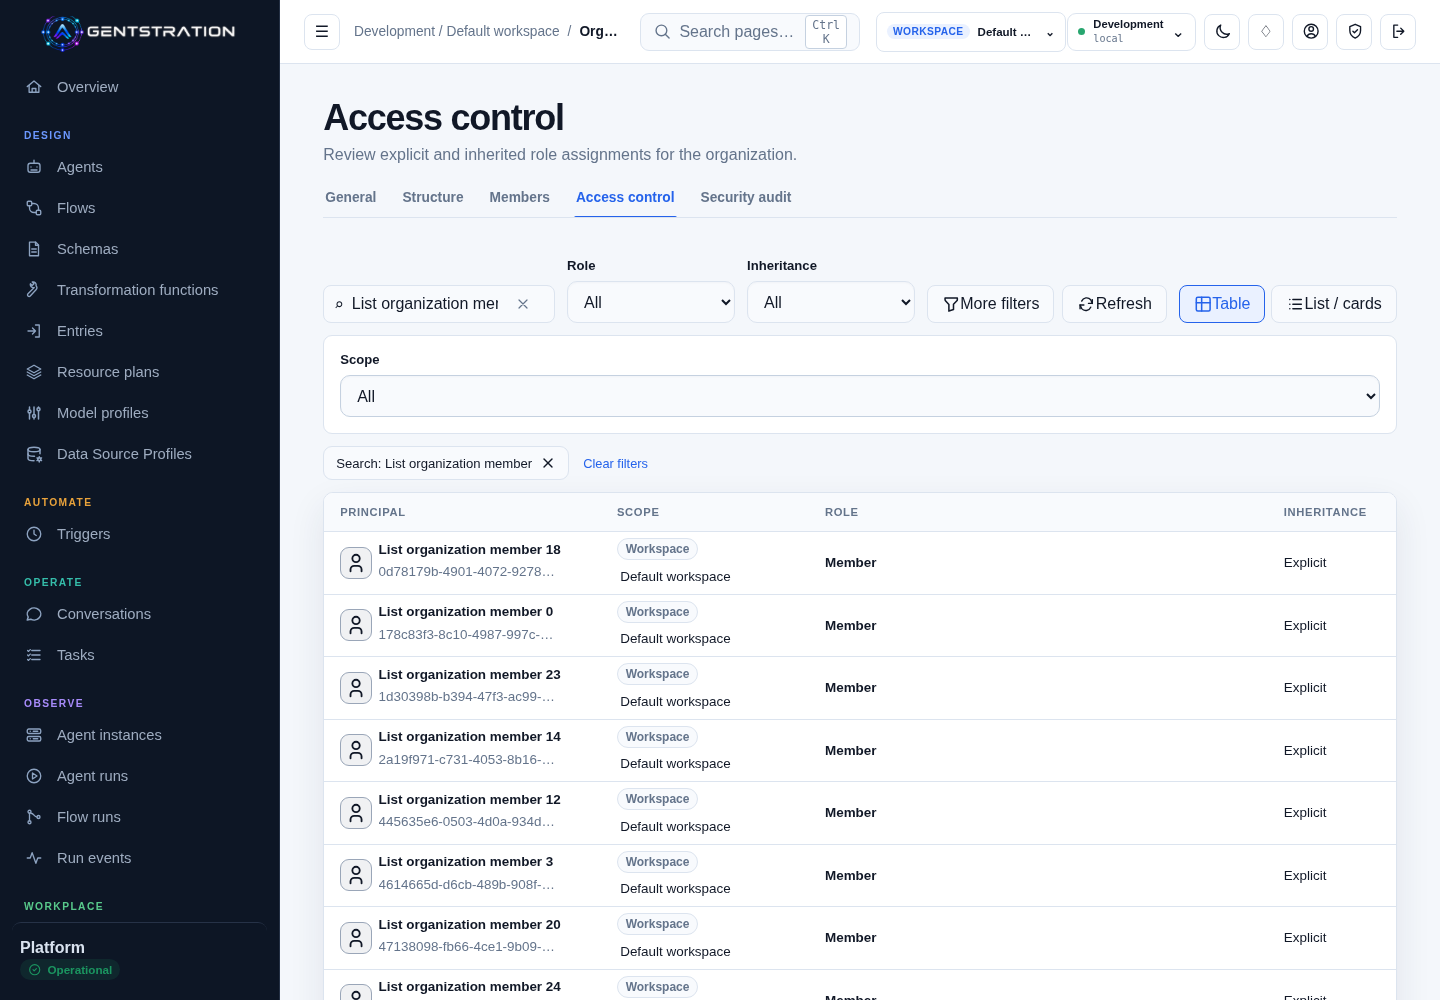 GENTSTRATION
☰
Development / Default workspace / Org…
Search pages…
Ctrl K
WORKSPACE Default …
Development
local
Overview
DESIGN
Agents
Flows
Schemas
Transformation functions
Entries
Resource plans
Model profiles
Data Source Profiles
AUTOMATE
Triggers
OPERATE
Conversations
Tasks
OBSERVE
Agent instances
Agent runs
Flow runs
Run events
WORKPLACE
Platform
Operational
Access control
Review explicit and inherited role assignments for the organization.
General Structure Members Access control Security audit
Role Inheritance
List organization mer
All All
More filters Refresh Table List / cards
Scope
All
Search: List organization member
Clear filters
PRINCIPAL SCOPE ROLE INHERITANCE
List organization member 18
0d78179b-4901-4072-9278…
Workspace
Default workspace
Member
Explicit
List organization member 0
178c83f3-8c10-4987-997c-…
Workspace
Default workspace
Member
Explicit
List organization member 23
1d30398b-b394-47f3-ac99-…
Workspace
Default workspace
Member
Explicit
List organization member 14
2a19f971-c731-4053-8b16-…
Workspace
Default workspace
Member
Explicit
List organization member 12
445635e6-0503-4d0a-934d…
Workspace
Default workspace
Member
Explicit
List organization member 3
4614665d-d6cb-489b-908f-…
Workspace
Default workspace
Member
Explicit
List organization member 20
47138098-fb66-4ce1-9b09-…
Workspace
Default workspace
Member
Explicit
List organization member 24
Workspace
Member
Explicit